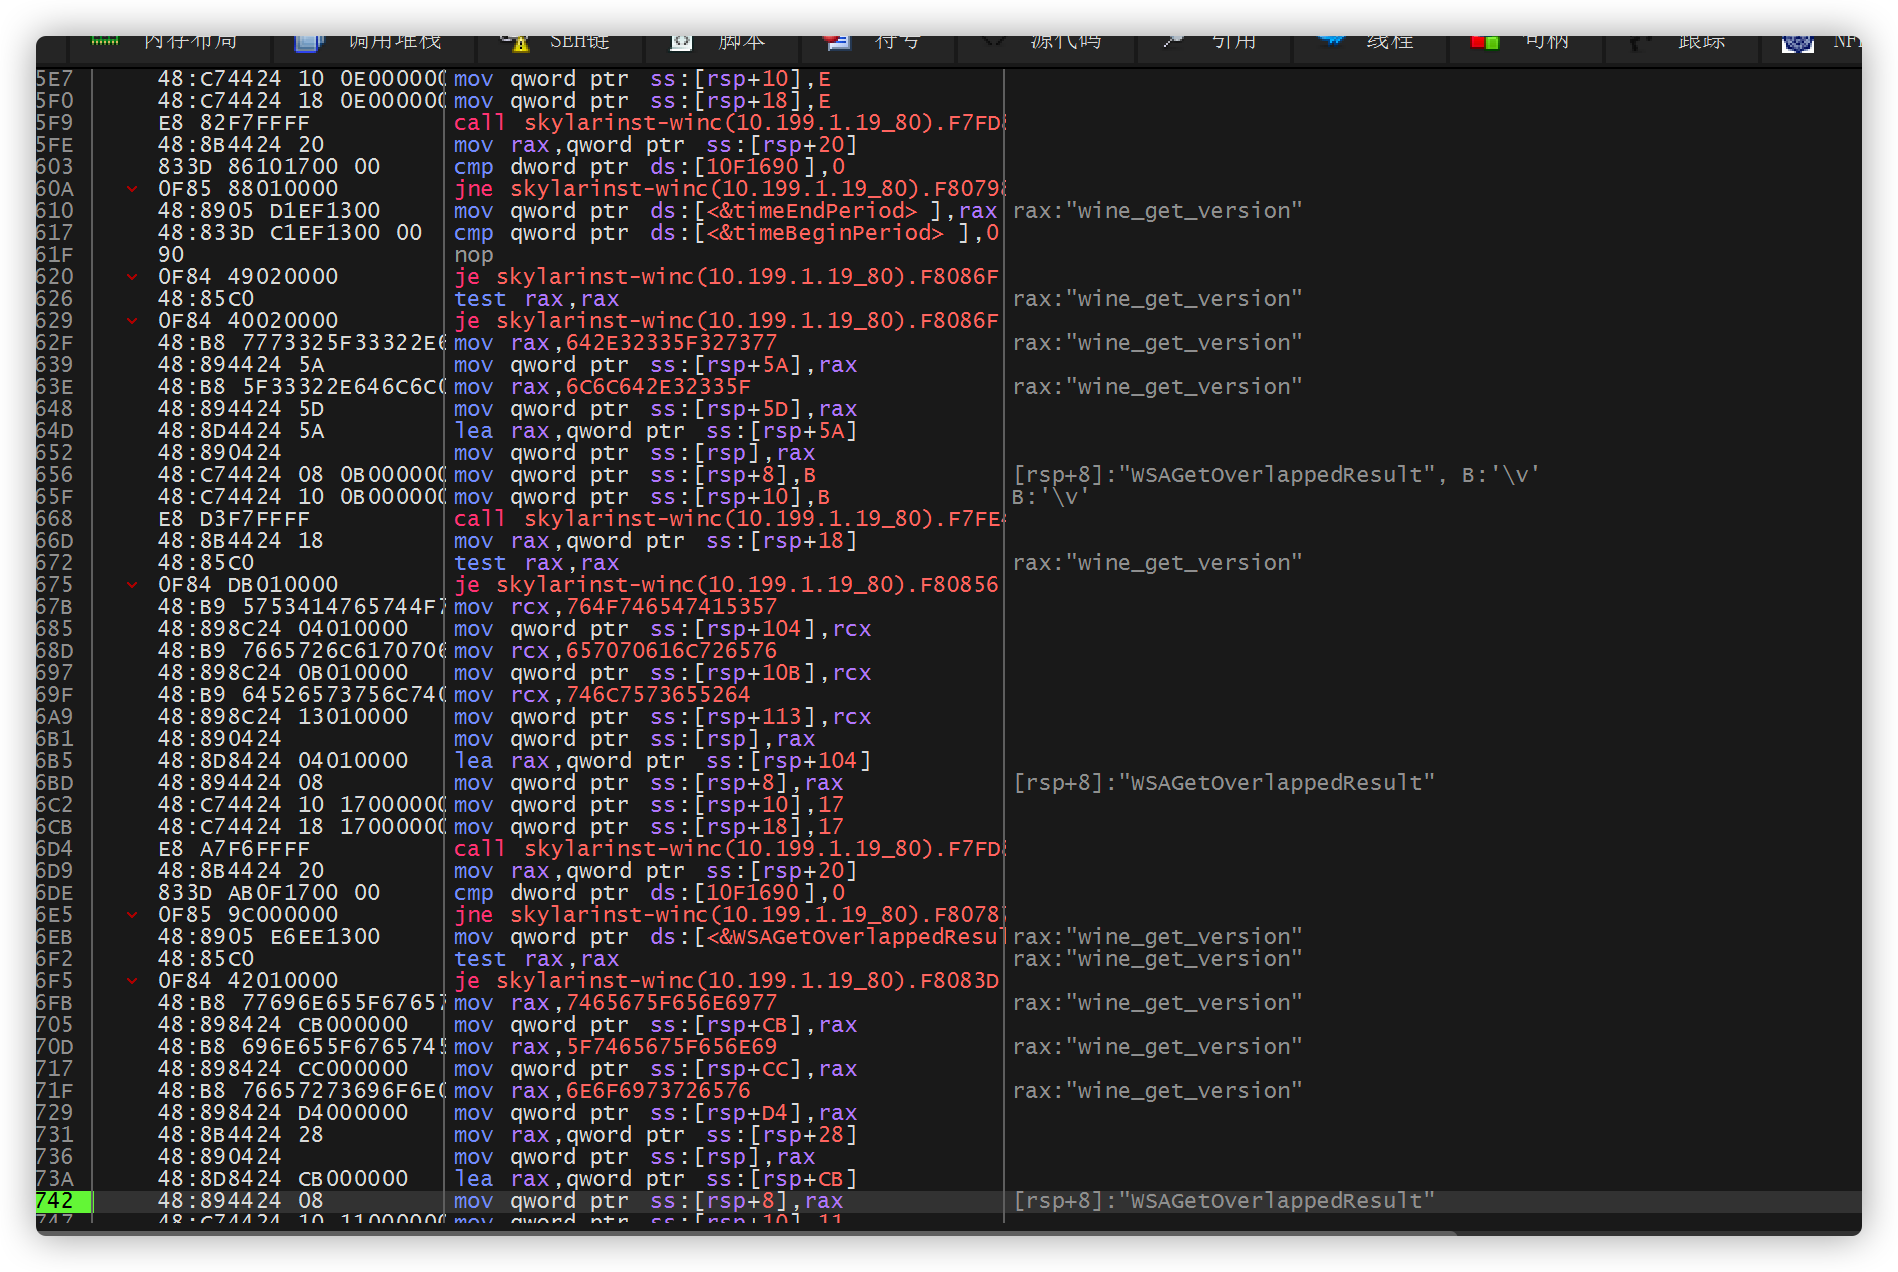 内存布局 调用堆栈 SEH链 脚本 符号 源代码 引用 线程 句柄 跟踪
5E7 48:C74424 10 0E000000 mov qword ptr ss:[rsp+10],E
5F0 48:C74424 18 0E000000 mov qword ptr ss:[rsp+18],E
5F9 E8 82F7FFFF call skylarinst-winc(10.199.1.19_80).F7FD
5FE 48:8B4424 20 mov rax,qword ptr ss:[rsp+20]
603 833D 86101700 00 cmp dword ptr ds:[10F1690],0
60A 0F85 88010000 jne skylarinst-winc(10.199.1.19_80).F8079
610 48:8905 D1EF1300 mov qword ptr ds:[<&timeEndPeriod>],rax rax:"wine_get_version"
617 48:833D C1EF1300 00 cmp qword ptr ds:[<&timeBeginPeriod>],0
61F 90 nop
620 0F84 49020000 je skylarinst-winc(10.199.1.19_80).F8086F
626 48:85C0 test rax,rax rax:"wine_get_version"
629 0F84 40020000 je skylarinst-winc(10.199.1.19_80).F8086F
62F 48:B8 7773325F33322E6 mov rax,642E32335F327377 rax:"wine_get_version"
639 48:894424 5A mov qword ptr ss:[rsp+5A],rax
63E 48:B8 5F33322E646C6C0 mov rax,6C6C642E32335F rax:"wine_get_version"
648 48:894424 5D mov qword ptr ss:[rsp+5D],rax
64D 48:8D4424 5A lea rax,qword ptr ss:[rsp+5A]
652 48:890424 mov qword ptr ss:[rsp],rax
656 48:C74424 08 0B000000 mov qword ptr ss:[rsp+8],B [rsp+8]:"WSAGetOverlappedResult", B:'\v'
65F 48:C74424 10 0B000000 mov qword ptr ss:[rsp+10],B B:'\v'
668 E8 D3F7FFFF call skylarinst-winc(10.199.1.19_80).F7FE4
66D 48:8B4424 18 mov rax,qword ptr ss:[rsp+18]
672 48:85C0 test rax,rax rax:"wine_get_version"
675 0F84 DB010000 je skylarinst-winc(10.199.1.19_80).F80856
67B 48:B9 5753414765744F7 mov rcx,764F746547415357
685 48:898C24 04010000 mov qword ptr ss:[rsp+104],rcx
68D 48:B9 7665726C6170706 mov rcx,657070616C726576
697 48:898C24 0B010000 mov qword ptr ss:[rsp+10B],rcx
69F 48:B9 64526573756C740 mov rcx,746C7573655264
6A9 48:898C24 13010000 mov qword ptr ss:[rsp+113],rcx
6B1 48:890424 mov qword ptr ss:[rsp],rax
6B5 48:8D8424 04010000 lea rax,qword ptr ss:[rsp+104]
6BD 48:894424 08 mov qword ptr ss:[rsp+8],rax [rsp+8]:"WSAGetOverlappedResult"
6C2 48:C74424 10 17000000 mov qword ptr ss:[rsp+10],17
6CB 48:C74424 18 17000000 mov qword ptr ss:[rsp+18],17
6D4 E8 A7F6FFFF call skylarinst-winc(10.199.1.19_80).F7FD
6D9 48:8B4424 20 mov rax,qword ptr ss:[rsp+20]
6DE 833D AB0F1700 00 cmp dword ptr ds:[10F1690],0
6E5 0F85 9C000000 jne skylarinst-winc(10.199.1.19_80).F8078
6EB 48:8905 E6EE1300 mov qword ptr ds:[<&WSAGetOverlappedResul rax:"wine_get_version"
6F2 48:85C0 test rax,rax rax:"wine_get_version"
6F5 0F84 42010000 je skylarinst-winc(10.199.1.19_80).F8083D
6FB 48:B8 77696E655F67657 mov rax,7465675F656E6977 rax:"wine_get_version"
705 48:898424 CB000000 mov qword ptr ss:[rsp+CB],rax
70D 48:B8 696E655F6765745 mov rax,5F7465675F656E69 rax:"wine_get_version"
717 48:898424 CC000000 mov qword ptr ss:[rsp+CC],rax
71F 48:B8 76657273696F6E0 mov rax,6E6F6973726576 rax:"wine_get_version"
729 48:898424 D4000000 mov qword ptr ss:[rsp+D4],rax
731 48:8B4424 28 mov rax,qword ptr ss:[rsp+28]
736 48:890424 mov qword ptr ss:[rsp],rax
73A 48:8D8424 CB000000 lea rax,qword ptr ss:[rsp+CB]
742 48:894424 08 mov qword ptr ss:[rsp+8],rax [rsp+8]:"WSAGetOverlappedResult"
747 48:C74424 10 11000000 mov qword ptr ss:[rsp+10],11